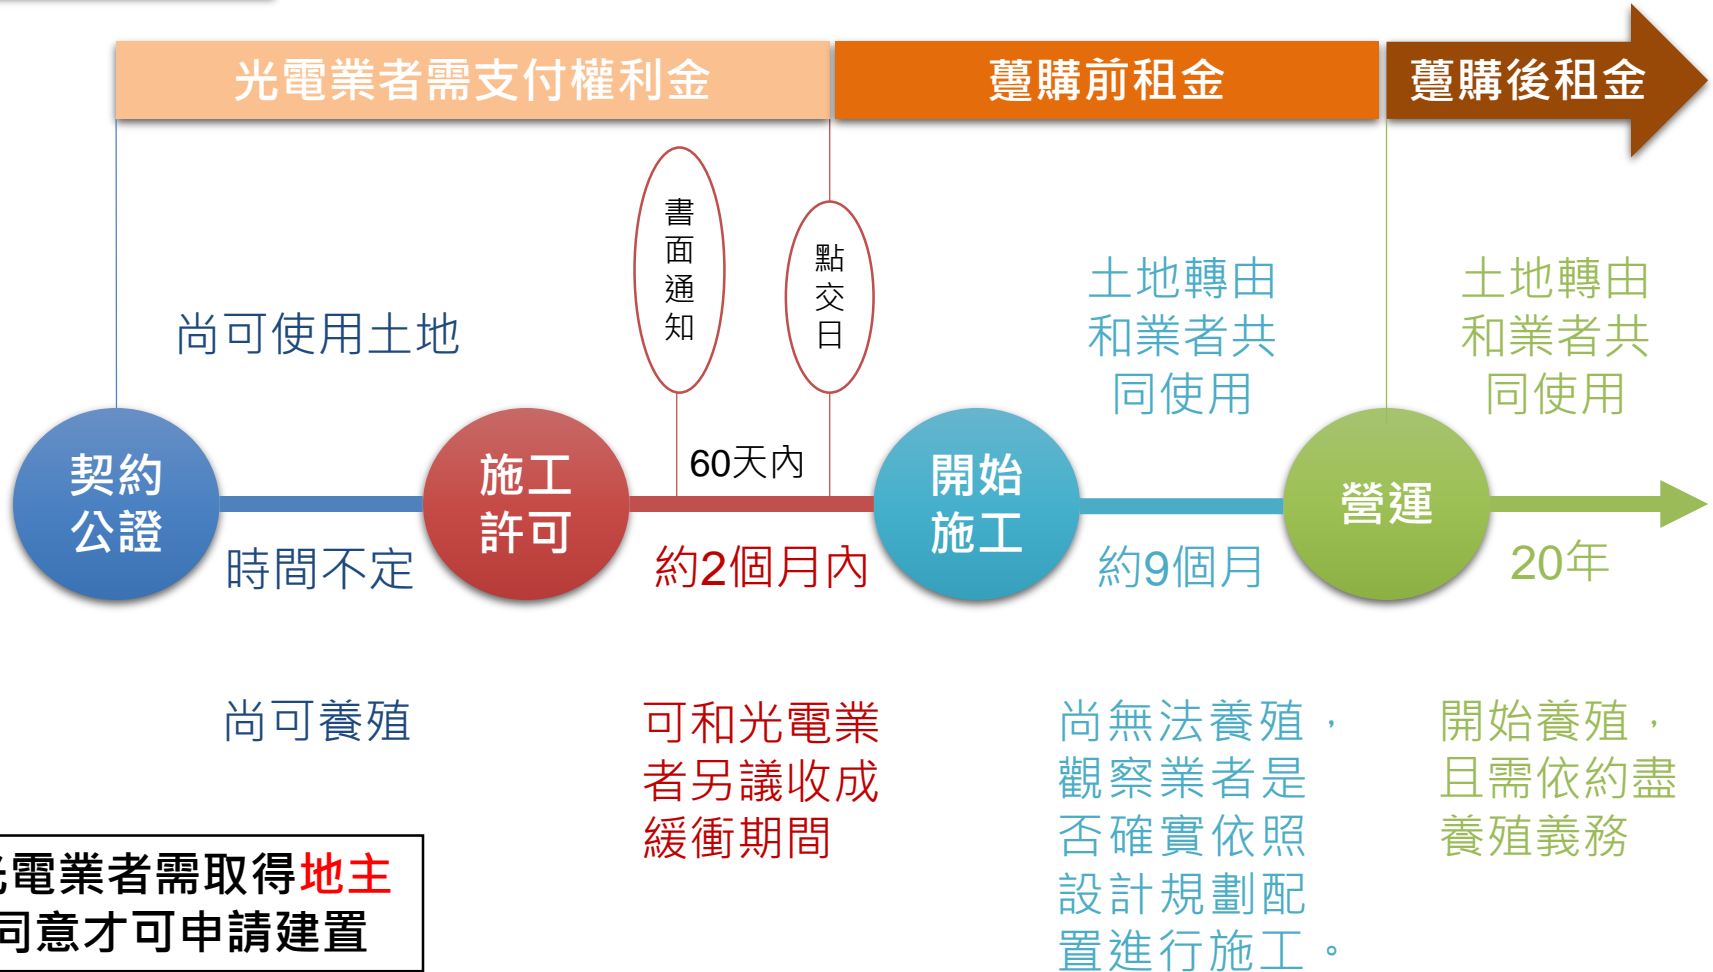 光電業者需支付權利金
躉購前租金
躉購後租金
書面通知
點交日
尚可使用土地
土地轉由
和業者共
同使用
土地轉由
和業者共
同使用
60天內
契約
公證
施工
許可
開始
施工
營運
時間不定
約2個月內
約9個月
20年
尚可養殖
可和光電業
者另議收成
緩衝期間
尚無法養殖，
觀察業者是
否確實依照
設計規劃配
置進行施工。
開始養殖，
且需依約盡
養殖義務
電業者需取得地主
同意才可申請建置